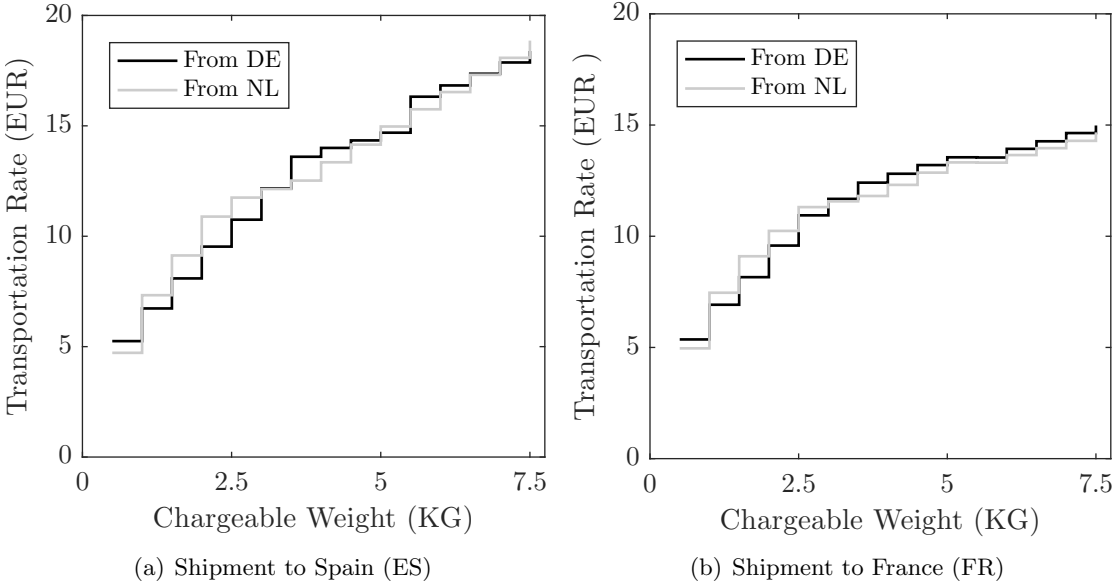 20
15
10
5
0
0
2.5
5
7.5
Transportation Rate (EUR)
Chargeable Weight (KG)
From DE
From NL
(a) Shipment to Spain (ES)
20
15
10
5
0
0
2.5
5
7.5
Transportation Rate (EUR )
Chargeable Weight (KG)
From DE
From NL
(b) Shipment to France (FR)